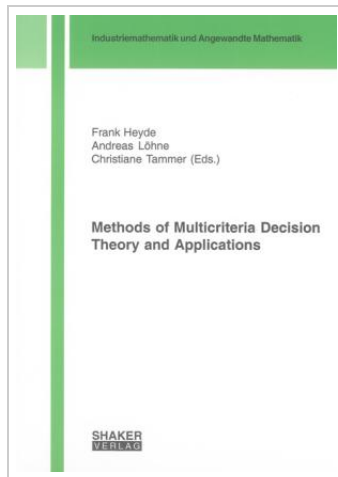 Industriemathematik und Angewandte Mathematik
Frank Heyde
Andreas Löhne
Christiane Tammer (Eds.)
Methods of Multicriteria Decision
Theory and Applications
SHAKER
VERLAG